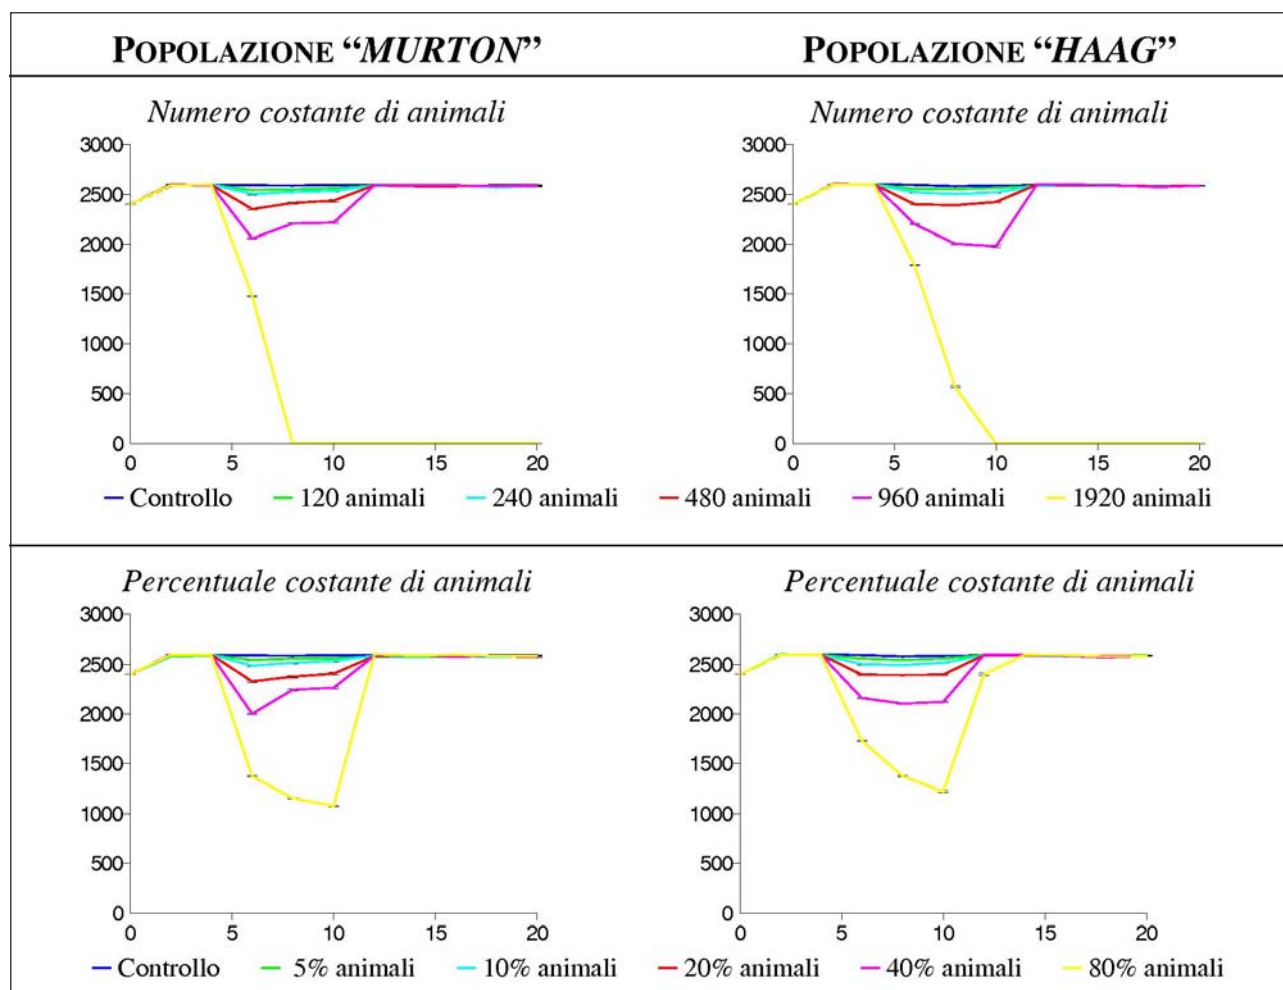 POPOLAZIONE “MURTON”
POPOLAZIONE “HAAG”
Numero costante di animali
3000
2500
2000
1500
1000
500
0
0 5 10 15 20
Numero costante di animali
3000
2500
2000
1500
1000
500
0
0 5 10 15 20
Controllo 120 animali 240 animali 480 animali 960 animali 1920 animali
Percentuale costante di animali
3000
2500
2000
1500
1000
500
0
0 5 10 15 20
Percentuale costante di animali
3000
2500
2000
1500
1000
500
0
0 5 10 15 20
Controllo 5% animali 10% animali 20% animali 40% animali 80% animali